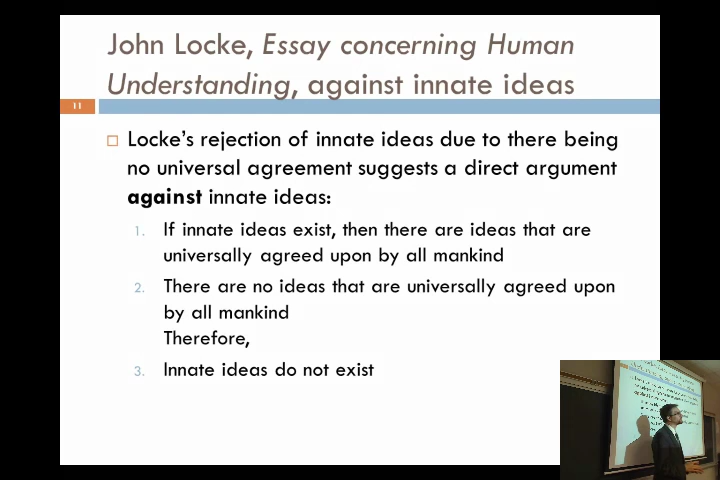 John Locke, Essay concerning Human
Understanding, against innate ideas
11
Locke's rejection of innate ideas due to there being
no universal agreement suggests a direct argument
against innate ideas:
1. If innate ideas exist, then there are ideas that are
universally agreed upon by all mankind
2. There are no ideas that are universally agreed upon
by all mankind
Therefore,
3. Innate ideas do not exist